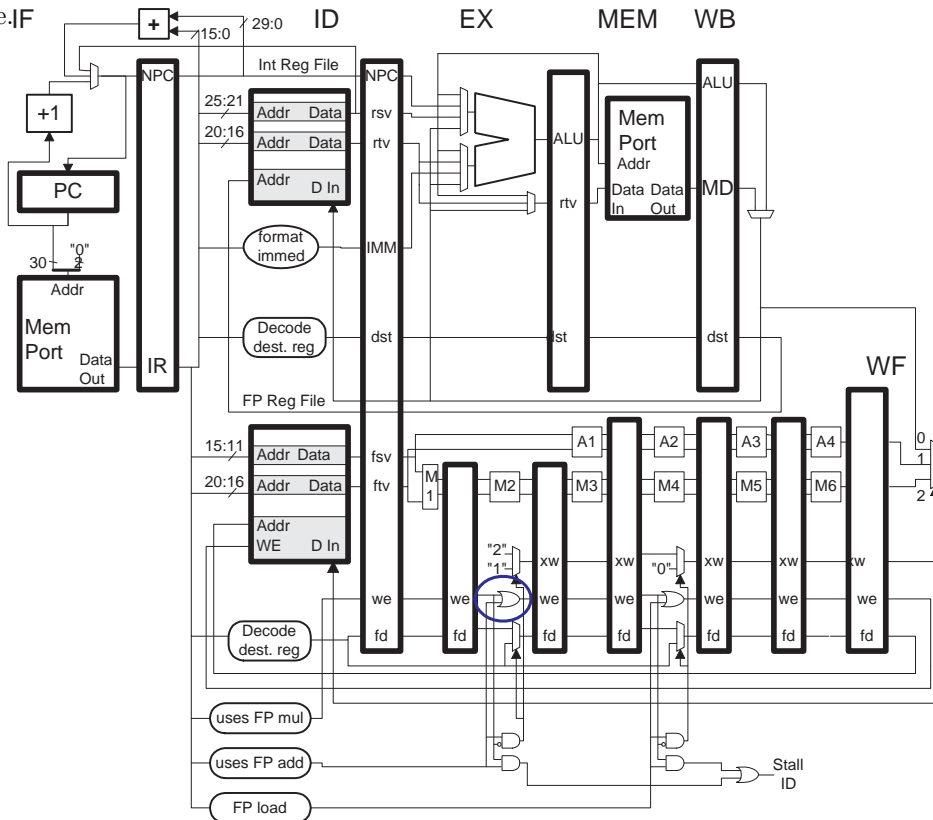 e.
IF
ID
EX
MEM
WB
+
29:0
15:0
Int Reg File
NPC
NPC
ALU
25:21
Addr
Data
rsv
+1
20:16
Addr
Data
rtv
Mem
Port
Addr
ALU
Addr
D In
PC
Data
In
Data
Out
MD
rtv
format
immed
IMM
"0"
30
2
Addr
Mem
Port
Data
Out
IR
Decode
dest. reg
dst
dst
dst
WF
FP Reg File
15:11
Addr
Data
fsv
A1
A2
A3
A4
0
1
2
20:16
Addr
Data
ftv
M
1
M2
M3
M4
M5
M6
Addr
WE
D In
"2"
"1"
xw
xw
"0"
xw
xw
xw
we
we
we
we
we
we
we
Decode
dest. reg
fd
fd
fd
fd
fd
fd
fd
uses FP mul
uses FP add
Stall
ID
FP load